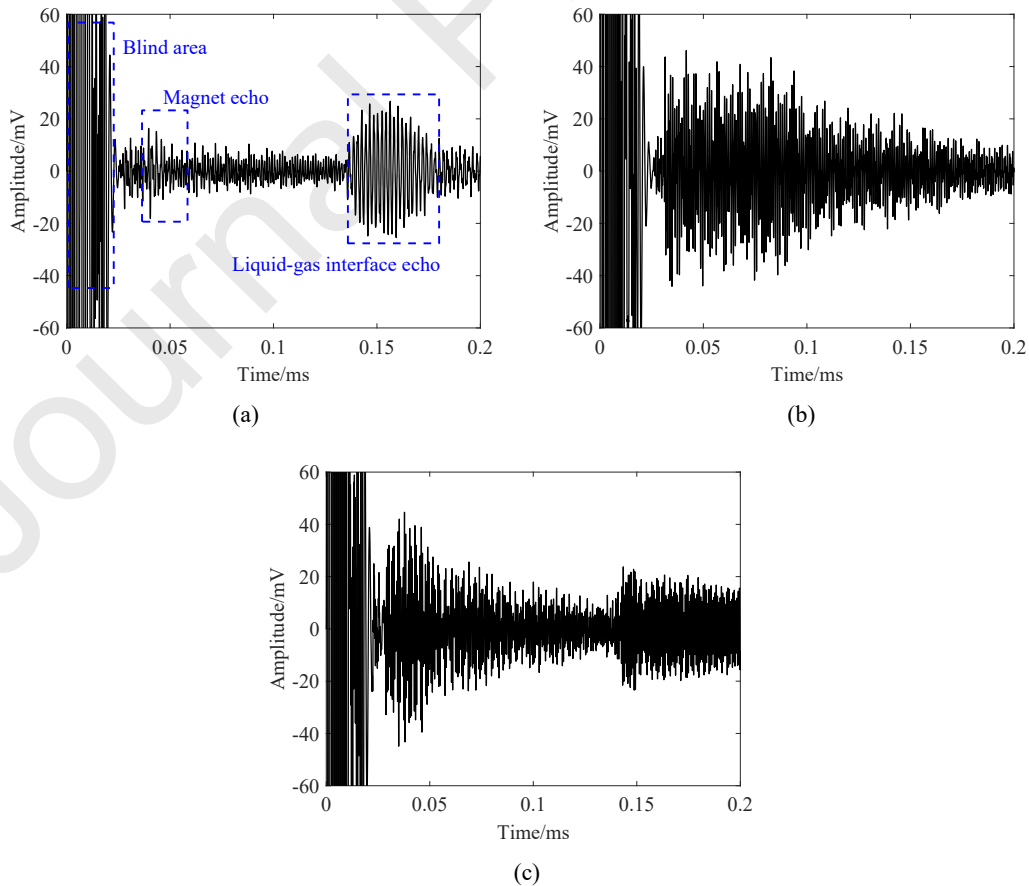 Journal P
60
40
20
0
-20
-40
-60
Amplitude/mV
Blind area
Magnet echo
Liquid-gas interface echo
0 0.05 0.1 0.15 0.2
Time/ms
(a)
60
40
20
0
-20
-40
-60
Amplitude/mV
0 0.05 0.1 0.15 0.2
Time/ms
(b)
60
40
20
0
-20
-40
-60
Amplitude/mV
0 0.05 0.1 0.15 0.2
Time/ms
(c)